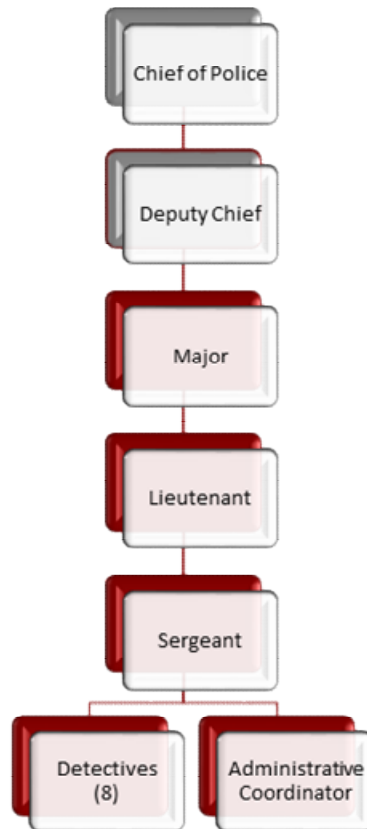 Chief of Police
Deputy Chief
Major
Lieutenant
Sergeant
Detectives
(8)
Administrative
Coordinator